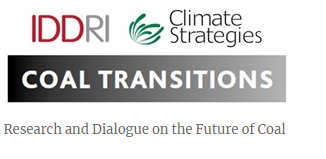 IDDRI
Climate
Strategies
COAL TRANSITIONS
Research and Dialogue on the Future of Coal